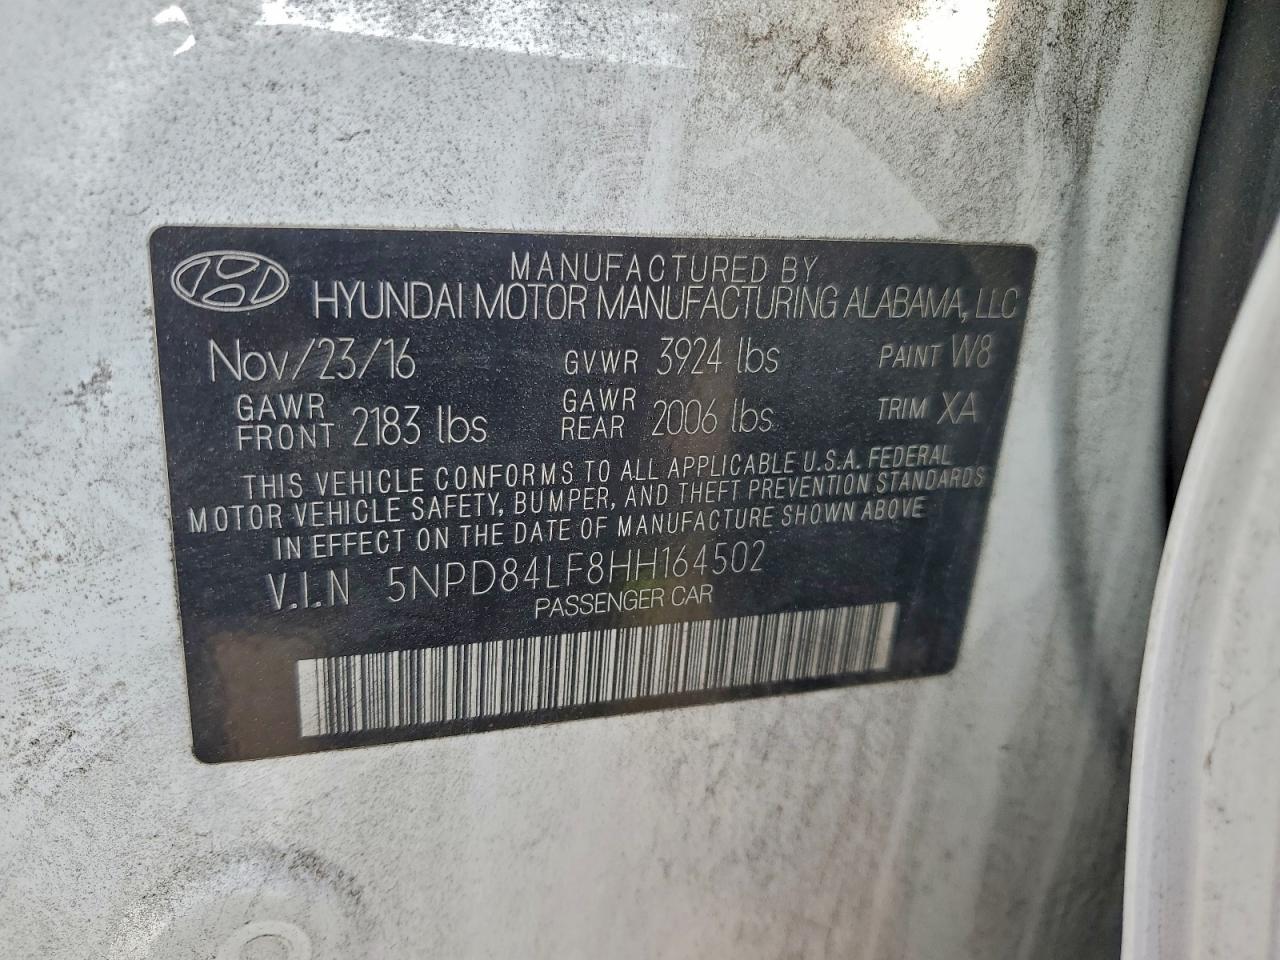 MANUFACTURED BY
HYUNDAI MOTOR MANUFACTURING ALABAMA, LLC
Nov/23/16 GVWR 3924 lbs PAINT W8
GAWR FRONT 2183 lbs GAWR REAR 2006 lbs TRIM XA
THIS VEHICLE CONFORMS TO ALL APPLICABLE U.S.A. FEDERAL
MOTOR VEHICLE SAFETY, BUMPER, AND THEFT PREVENTION STANDARDS
IN EFFECT ON THE DATE OF MANUFACTURE SHOWN ABOVE
V.I.N 5NPD84LF8HH164502
PASSENGER CAR